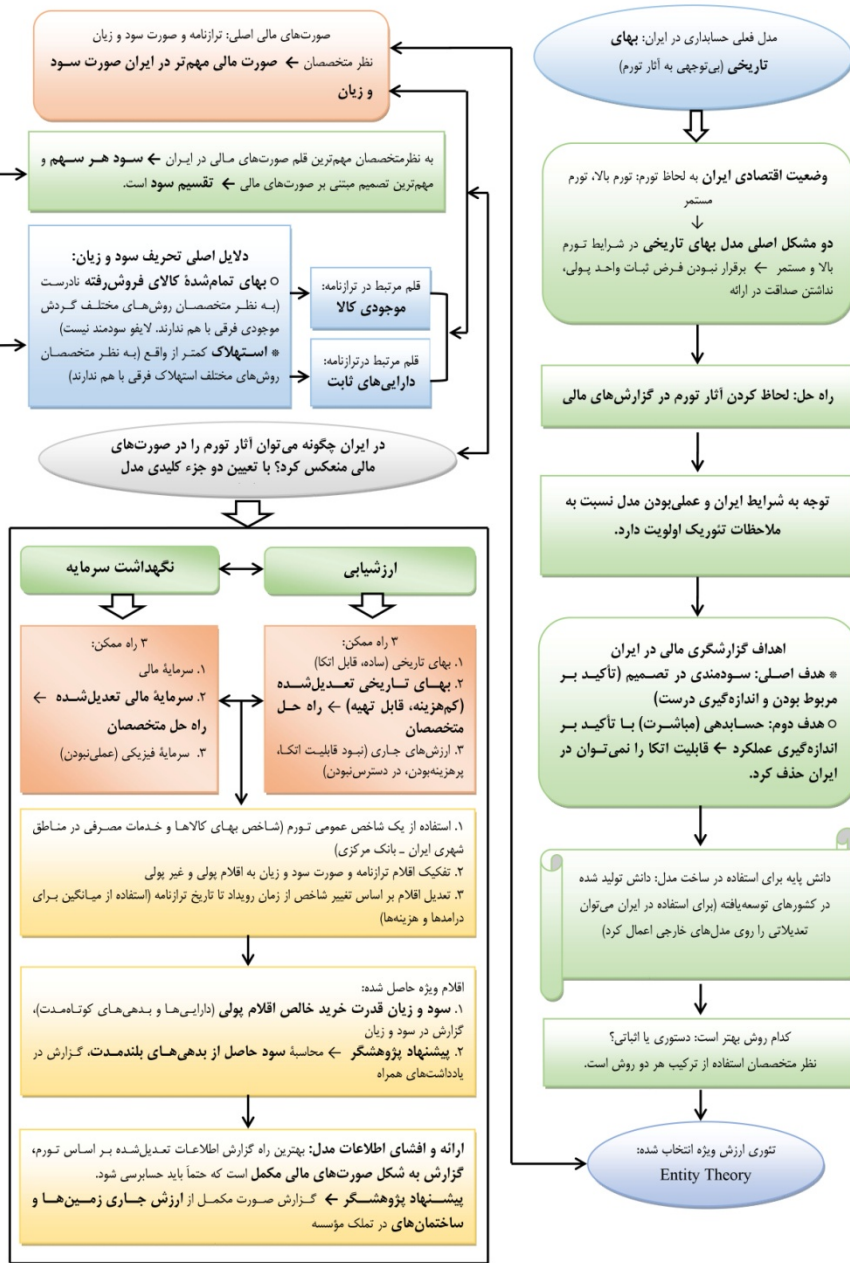 مدل فعلی حسابداری در ایران: بهای
تاریخی (بی‌توجهی به آثار تورم)
وضعیت اقتصادی ایران به لحاظ تورم: تورم بالا، تورم
مستمر
↓
دو مشکل اصلی مدل بهای تاریخی در شرایط تورم
بالا و مستمر ← برقرار نبودن فرض ثبات واحد پولی،
نداشتن صداقت در ارائه
راه حل: لحاظ کردن آثار تورم در گزارش‌های مالی
توجه به شرایط ایران و عملی‌بودن مدل نسبت به
ملاحظات تئوریک اولویت دارد.
اهداف گزارشگری مالی در ایران
* هدف اصلی: سودمندی در تصمیم (تأکید بر
مربوط بودن و اندازه‌گیری درست)
○ هدف دوم: حسابدهی (مباشرت) با تأکید بر
اندازه‌گیری عملکرد ← قابلیت اتکا را نمی‌توان در
ایران حذف کرد.
دانش پایه برای استفاده در ساخت مدل: دانش تولید شده
در کشورهای توسعه‌یافته (برای استفاده در ایران می‌توان
تعدیلاتی را روی مدل‌های خارجی اعمال کرد)
کدام روش بهتر است: دستوری یا اثباتی؟
نظر متخصصان استفاده از ترکیب هر دو روش است.
تئوری ارزش ویژه انتخاب شده:
Entity Theory
صورت‌های مالی اصلی: ترازنامه و صورت سود و زیان
نظر متخصصان ← صورت مالی مهم‌تر در ایران صورت سود
و زیان
به نظرمتخصصان مهم‌ترین قلم صورت‌های مالی در ایران ← سود هر سهم و
مهم‌ترین تصمیم مبتنی بر صورت‌های مالی ← تقسیم سود است.
دلایل اصلی تحریف سود و زیان:
○ بهای تمام‌شدۀ کالای فروش‌رفته نادرست
(به نظر متخصصان روش‌های مختلف گردش
موجودی فرقی با هم ندارند. لایفو سودمند نیست)
* استهلاک کمتر از واقع (به نظر متخصصان
روش‌های مختلف استهلاک فرقی با هم ندارند)
قلم مرتبط در ترازنامه:
موجودی کالا
قلم مرتبط درترازنامه:
دارایی‌های ثابت
در ایران چگونه می‌توان آثار تورم را در صورت‌های
مالی منعکس کرد؟ با تعیین دو جزء کلیدی مدل
ارزشیابی
نگهداشت سرمایه
۳ راه ممکن:
۱. بهای تاریخی (ساده، قابل اتکا)
۲. بهای تاریخی تعدیل‌شده
(کم‌هزینه، قابل تهیه) ← راه حل
متخصصان
۳. ارزش‌های جاری (نبود قابلیت اتکا،
پرهزینه‌بودن، در دسترس‌نبودن)
۳ راه ممکن:
۱. سرمایۀ مالی
۲. سرمایۀ مالی تعدیل‌شده ←
راه حل متخصصان
۳. سرمایۀ فیزیکی (عملی‌نبودن)
۱. استفاده از یک شاخص عمومی تورم (شاخص بهای کالاها و خدمات مصرفی در مناطق
شهری ایران ـ بانک مرکزی)
۲. تفکیک اقلام ترازنامه و صورت سود و زیان به اقلام پولی و غیر پولی
۳. تعدیل اقلام بر اساس تغییر شاخص از زمان رویداد تا تاریخ ترازنامه (استفاده از میانگین برای
درامدها و هزینه‌ها)
اقلام ویژه حاصل شده:
۱. سود و زیان قدرت خرید خالص اقلام پولی (دارایی‌ها و بدهی‌های کوتاه‌مدت)،
گزارش در سود و زیان
۲. پیشنهاد پژوهشگر ← محاسبۀ سود حاصل از بدهی‌های بلندمدت، گزارش در
یادداشت‌های همراه
ارائه و افشای اطلاعات مدل: بهترین راه گزارش اطلاعات تعدیل‌شده بر اساس تورم،
گزارش به شکل صورت‌های مالی مکمل است که حتماً باید حسابرسی شود.
پیشنهاد پژوهشگر ← گزارش صورت مکمل از ارزش جاری زمین‌ها و
ساختمان‌های در تملک مؤسسه